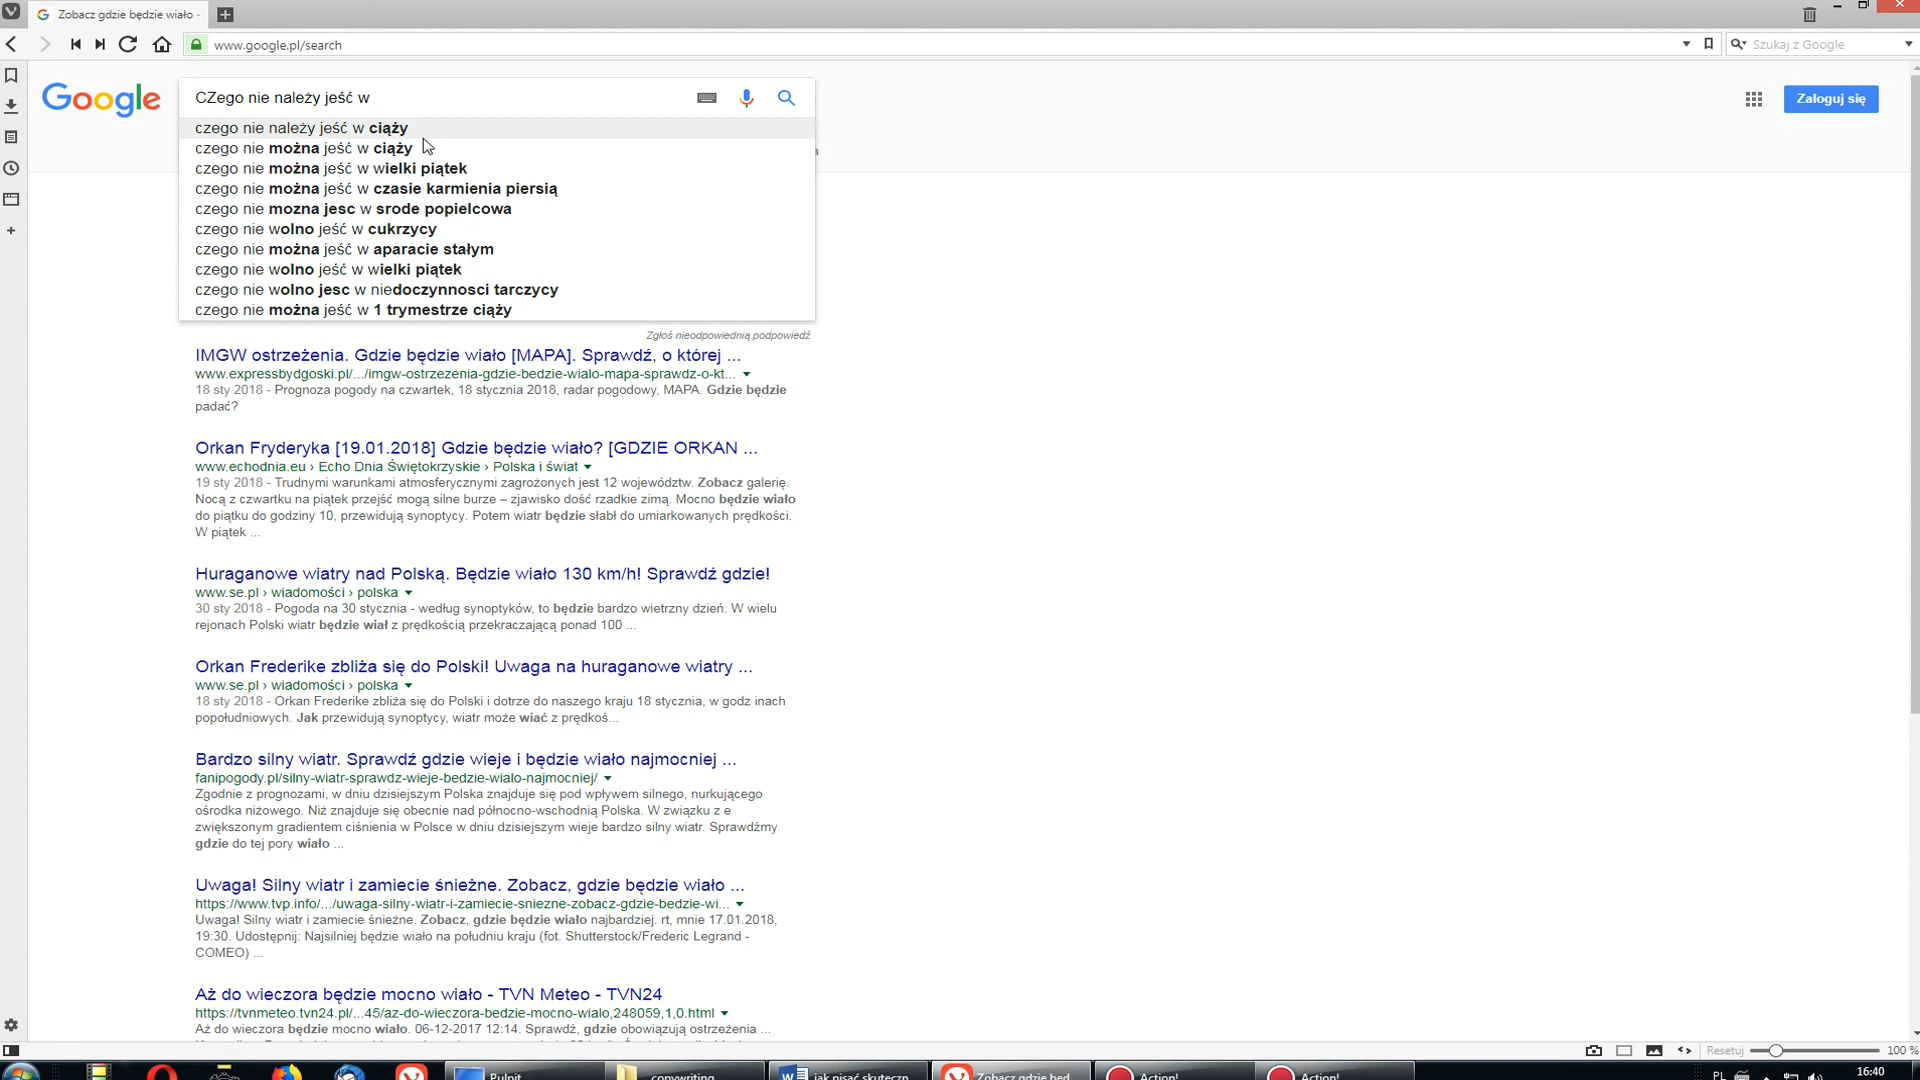 Zobacz gdzie będzie wiało -
www.google.pl/search
Szukaj z Google
Google
CZego nie należy jeść w
Zaloguj się
czego nie należy jeść w ciąży
czego nie można jeść w ciąży
czego nie można jeść w wielki piątek
czego nie można jeść w czasie karmienia piersią
czego nie mozna jesc w srode popielcowa
czego nie wolno jeść w cukrzycy
czego nie można jeść w aparacie stałym
czego nie wolno jeść w wielki piątek
czego nie wolno jesc w niedoczynnosci tarczycy
czego nie można jeść w 1 trymestrze ciąży
Zgłoś nieodpowiednią podpowiedź
IMGW ostrzeżenia. Gdzie będzie wiało [MAPA]. Sprawdź, o której ...
www.expressbydgoski.pl/.../imgw-ostrzezenia-gdzie-bedzie-wialo-mapa-sprawdz-o-kt...
18 sty 2018 - Prognoza pogody na czwartek, 18 stycznia 2018, radar pogodowy, MAPA. Gdzie będzie
padać?
Orkan Fryderyka [19.01.2018] Gdzie będzie wiało? [GDZIE ORKAN ...
www.echodnia.eu › Echo Dnia Świętokrzyskie › Polska i świat
19 sty 2018 - Trudnymi warunkami atmosferycznymi zagrożonych jest 12 województw. Zobacz galerię.
Nocą z czwartku na piątek przejść mogą silne burze – zjawisko dość rzadkie zimą. Mocno będzie wiało
do piątku do godziny 10, przewidują synoptycy. Potem wiatr będzie słabł do umiarkowanych prędkości.
W piątek ...
Huraganowe wiatry nad Polską. Będzie wiało 130 km/h! Sprawdź gdzie!
www.se.pl › wiadomości › polska
30 sty 2018 - Pogoda na 30 stycznia - według synoptyków, to będzie bardzo wietrzny dzień. W wielu
rejonach Polski wiatr będzie wiał z prędkością przekraczającą ponad 100 ...
Orkan Frederike zbliża się do Polski! Uwaga na huraganowe wiatry ...
www.se.pl › wiadomości › polska
18 sty 2018 - Orkan Frederike zbliża się do Polski i dotrze do naszego kraju 18 stycznia, w godz inach
popołudniowych. Jak przewidują synoptycy, wiatr może wiać z prędkoś...
Bardzo silny wiatr. Sprawdź gdzie wieje i będzie wiało najmocniej ...
fanipogody.pl/silny-wiatr-sprawdz-wieje-bedzie-wialo-najmocniej/
Zgodnie z prognozami, w dniu dzisiejszym Polska znajduje się pod wpływem silnego, nurkującego
ośrodka niżowego. Niż znajduje się obecnie nad północno-wschodnią Polska. W związku z e
zwiększonym gradientem ciśnienia w Polsce w dniu dzisiejszym wieje bardzo silny wiatr. Sprawdźmy
gdzie do tej pory wiało ...
Uwaga! Silny wiatr i zamiecie śnieżne. Zobacz, gdzie będzie wiało ...
https://www.tvp.info/.../uwaga-silny-wiatr-i-zamiecie-sniezne-zobacz-gdzie-bedzie-wi...
Uwaga! Silny wiatr i zamiecie śnieżne. Zobacz, gdzie będzie wiało najbardziej. rt, mnie 17.01.2018,
19:30. Udostępnij: Najsilniej będzie wiało na południu kraju (fot. Shutterstock/Frederic Legrand -
COMEO) ...
Aż do wieczora będzie mocno wiało - TVN Meteo - TVN24
https://tvnmeteo.tvn24.pl/...45/az-do-wieczora-bedzie-mocno-wialo,248059,1,0.html
Aż do wieczora będzie mocno wiało. 06-12-2017 12:14. Sprawdź, gdzie obowiązują ostrzeżenia ...
Resetuj
100 %
Pulpit
copywriting
jak pisać skuteczn
Zobacz gdzie będ
Action!
Action!
PL
16:40